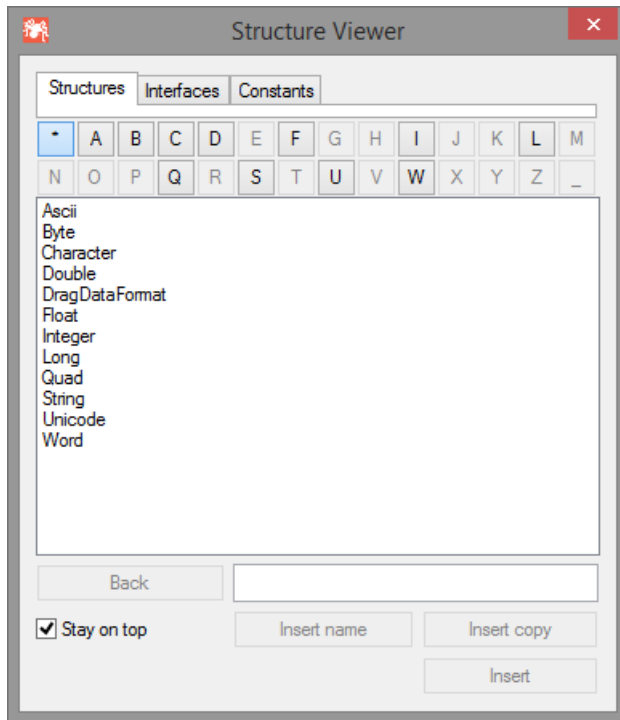 Structure Viewer
Structures Interfaces Constants
* A B C D E F G H I J K L M
N O P Q R S T U V W X Y Z _
Ascii
Byte
Character
Double
DragDataFormat
Float
Integer
Long
Quad
String
Unicode
Word
Back
Stay on top Insert name Insert copy
Insert